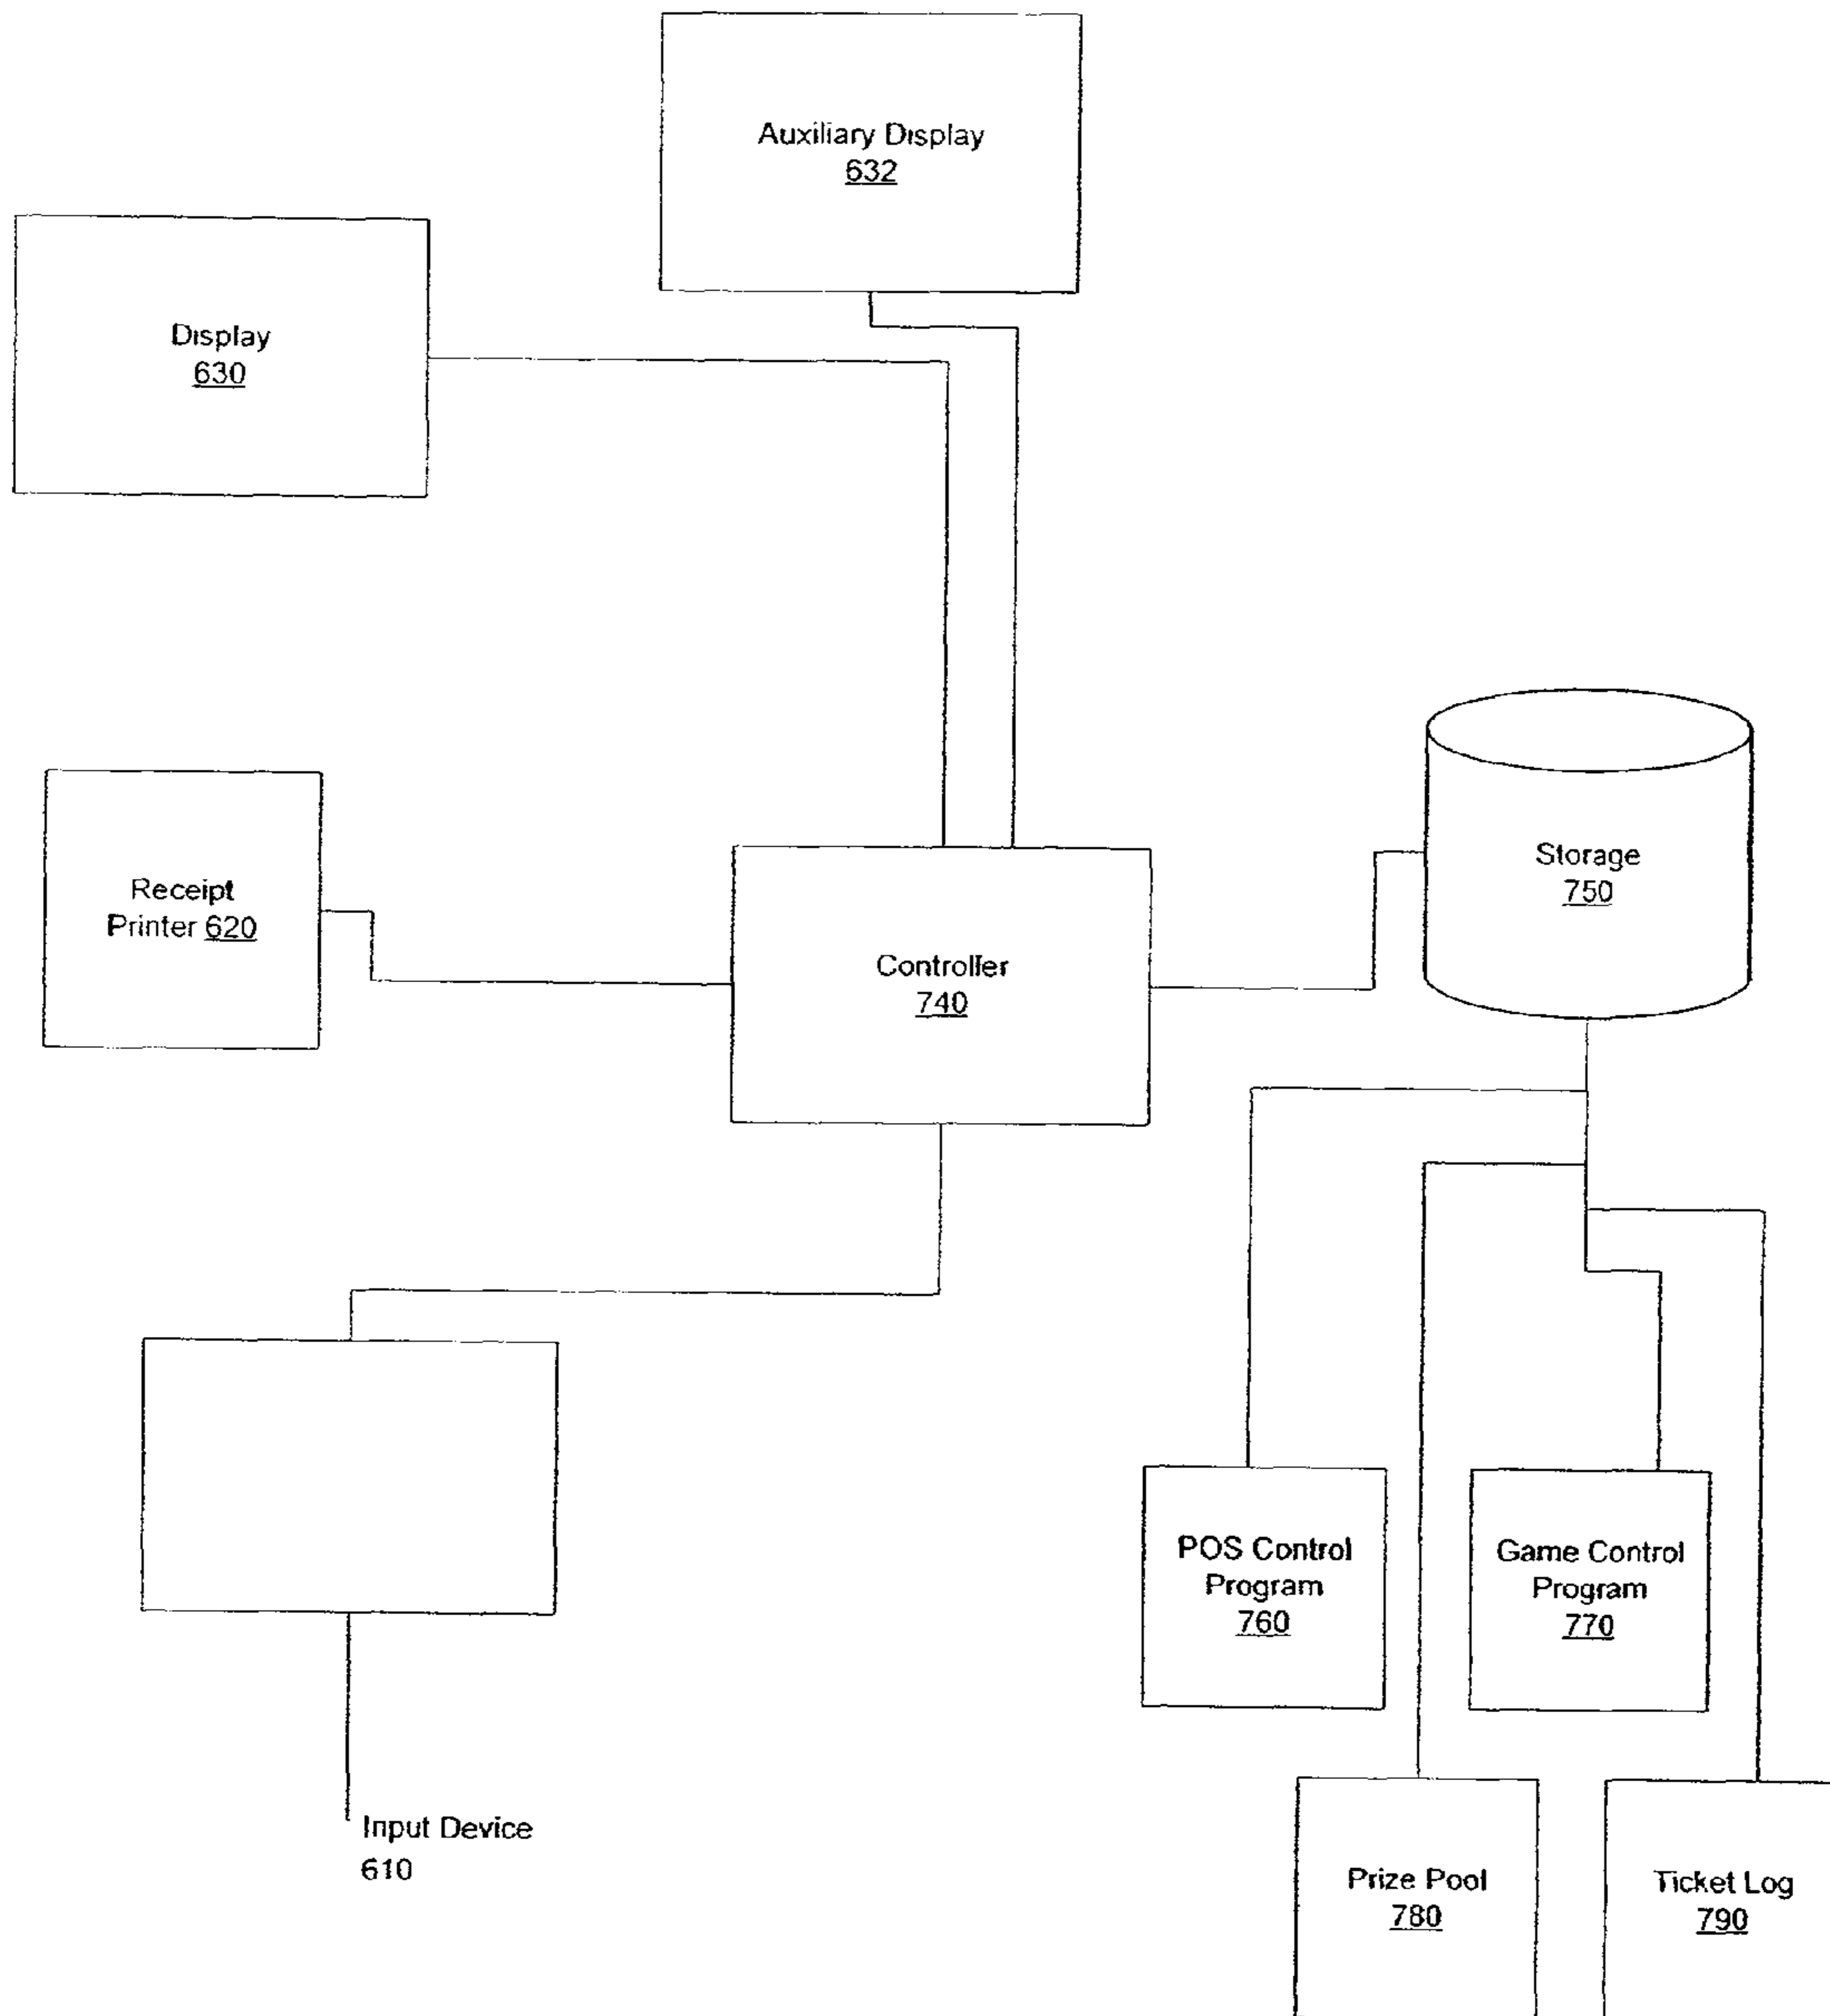 Auxiliary Display
632
Display
630
Storage
750
Receipt
Printer 620
Controller
740
POS Control
Program
760
Game Control
Program
770
Input Device
610
Prize Pool
780
Ticket Log
790